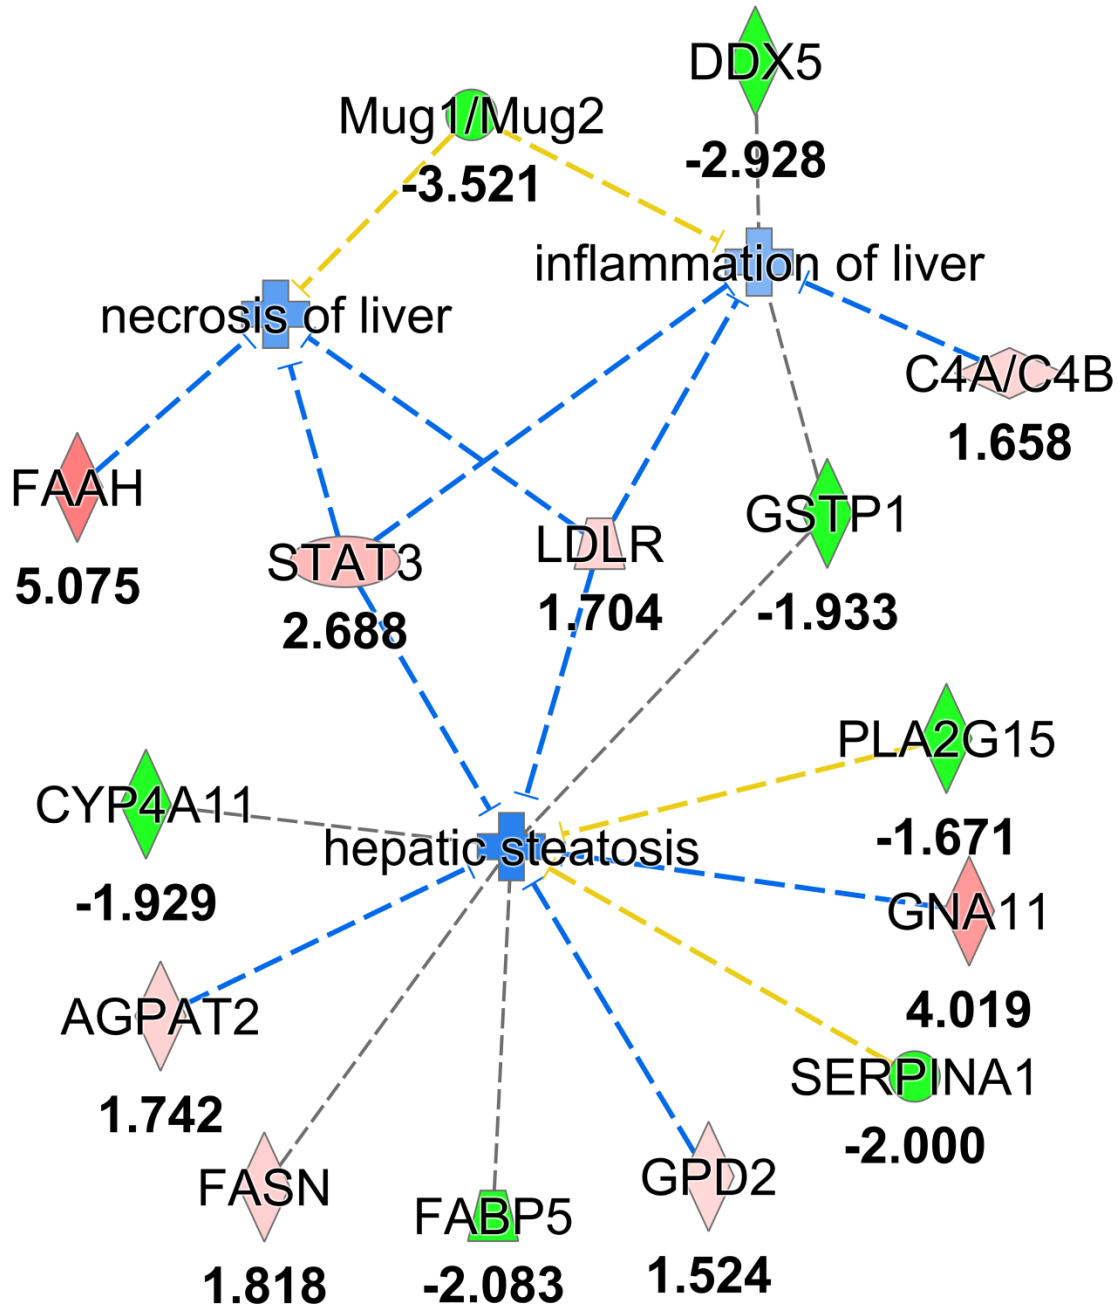 DDX5
Mug1/Mug2
-2.928
-3.521
inflammation of liver
necrosis of liver
C4A/C4B
1.658
FAAH
GSTP1
LDLR
STAT3
5.075
1.704
-1.933
2.688
PLA2G15
CYP4A11
-1.671
hepatic steatosis
-1.929
GNA11
4.019
AGPAT2
SERPINA1
1.742
-2.000
GPD2
FASN
FABP5
1.524
1.818
-2.083